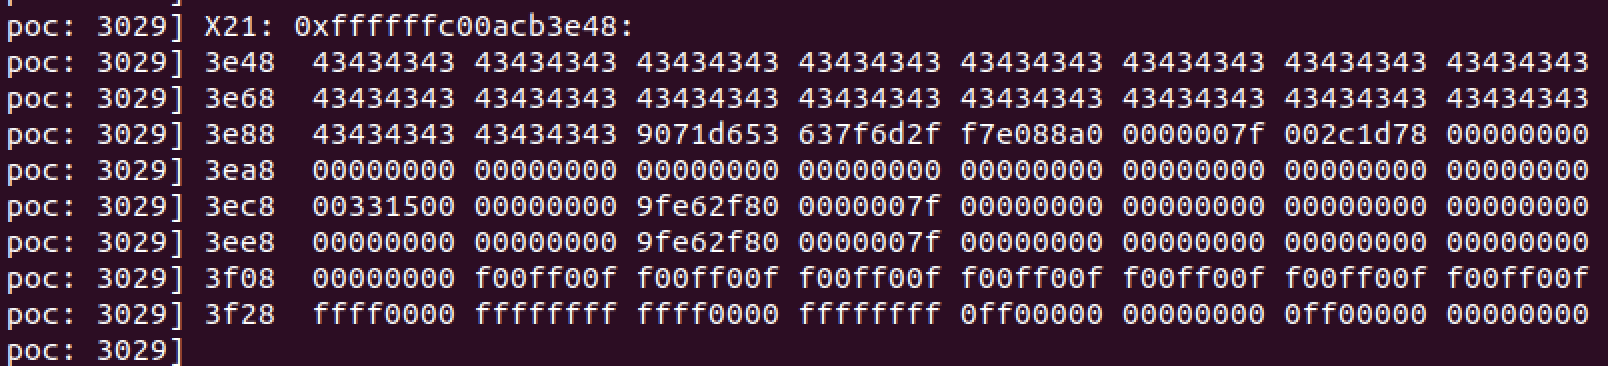 poc: 3029] X21: 0xffffffc00acb3e48:
poc: 3029] 3e48  43434343 43434343 43434343 43434343 43434343 43434343 43434343 43434343
poc: 3029] 3e68  43434343 43434343 43434343 43434343 43434343 43434343 43434343 43434343
poc: 3029] 3e88  43434343 43434343 9071d653 637f6d2f f7e088a0 0000007f 002c1d78 00000000
poc: 3029] 3ea8  00000000 00000000 00000000 00000000 00000000 00000000 00000000 00000000
poc: 3029] 3ec8  00331500 00000000 9fe62f80 0000007f 00000000 00000000 00000000 00000000
poc: 3029] 3ee8  00000000 00000000 9fe62f80 0000007f 00000000 00000000 00000000 00000000
poc: 3029] 3f08  00000000 f00ff00f f00ff00f f00ff00f f00ff00f f00ff00f f00ff00f f00ff00f
poc: 3029] 3f28  ffff0000 ffffffff ffff0000 ffffffff 0ff00000 00000000 0ff00000 00000000
poc: 3029]